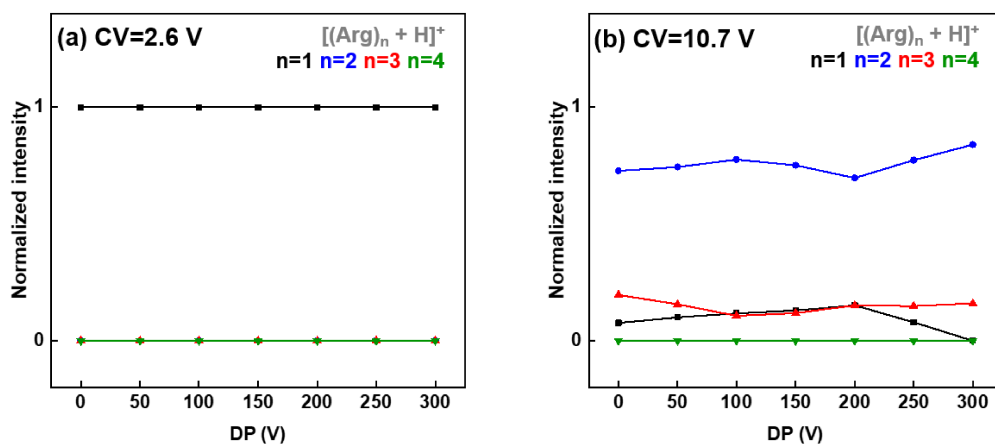 (a) CV=2.6 V
[(Arg)n + H]+
n=1 n=2 n=3 n=4
Normalized intensity
1
0
0 50 100 150 200 250 300
DP (V)
(b) CV=10.7 V
[(Arg)n + H]+
n=1 n=2 n=3 n=4
Normalized intensity
1
0
0 50 100 150 200 250 300
DP (V)